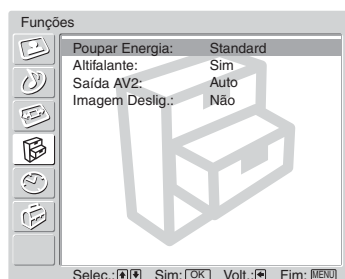 Funções
Poupar Energia: Standard
Altifalante: Sim
Saída AV2: Auto
Imagem Deslig.: Não
Selec.: Sim: OK Volt.: Fim: MENU